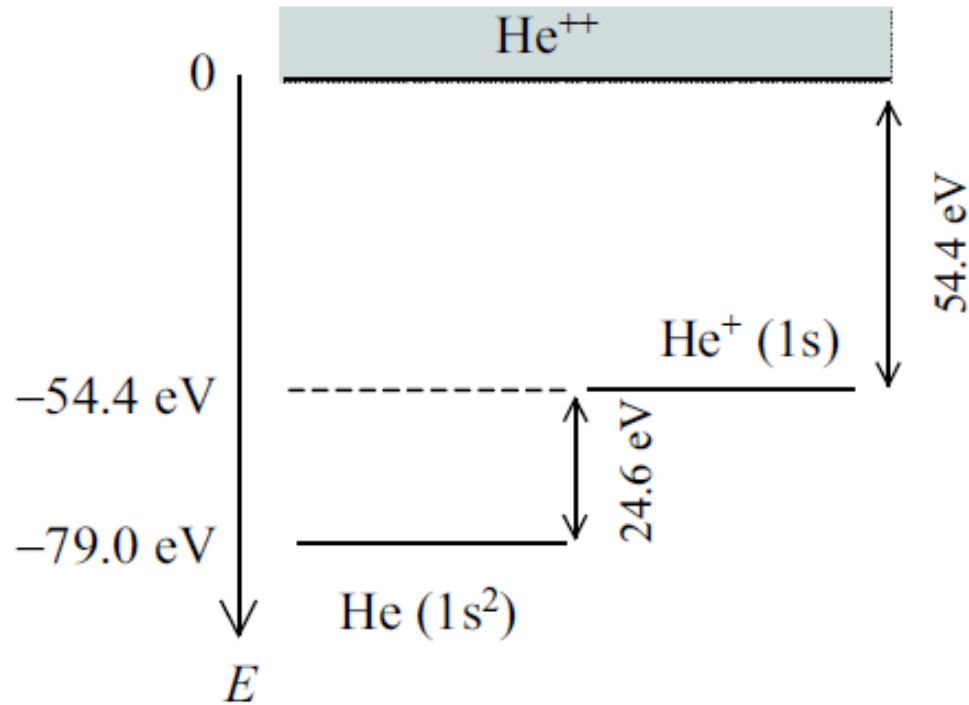 He⁺⁺
0
54.4 eV
He⁺ (1s)
−54.4 eV
24.6 eV
−79.0 eV
He (1s²)
E